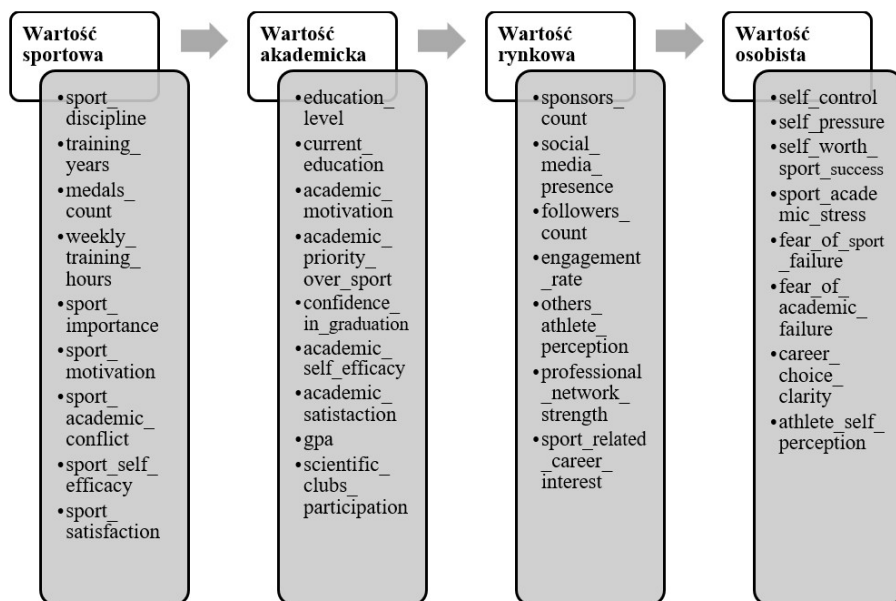 Wartość
sportowa
•sport_
discipline
•training_
years
•medals_
count
•weekly_
training_
hours
•sport_
importance
•sport_
motivation
•sport_
academic_
conflict
•sport_self_
efficacy
•sport_
satisfaction
Wartość
akademicka
•education_
level
•current_
education
•academic_
motivation
•academic_
priority_
over_sport
•confidence_
in_graduation
•academic_
self_efficacy
•academic_
satistaction
•gpa
•scientific_
clubs_
participation
Wartość
rynkowa
•sponsors_
count
•social_
media_
presence
•followers_
count
•engagement
_rate
•others_
athlete_
perception
•professional
_network_
strength
•sport_related
_career_
interest
Wartość
osobista
•self_control
•self_pressure
•self_worth_
sport_success
•sport_acade
mic_stress
•fear_of_sport
_failure
•fear_of_
academic_
failure
•career_
choice_
clarity
•athlete_self_
perception